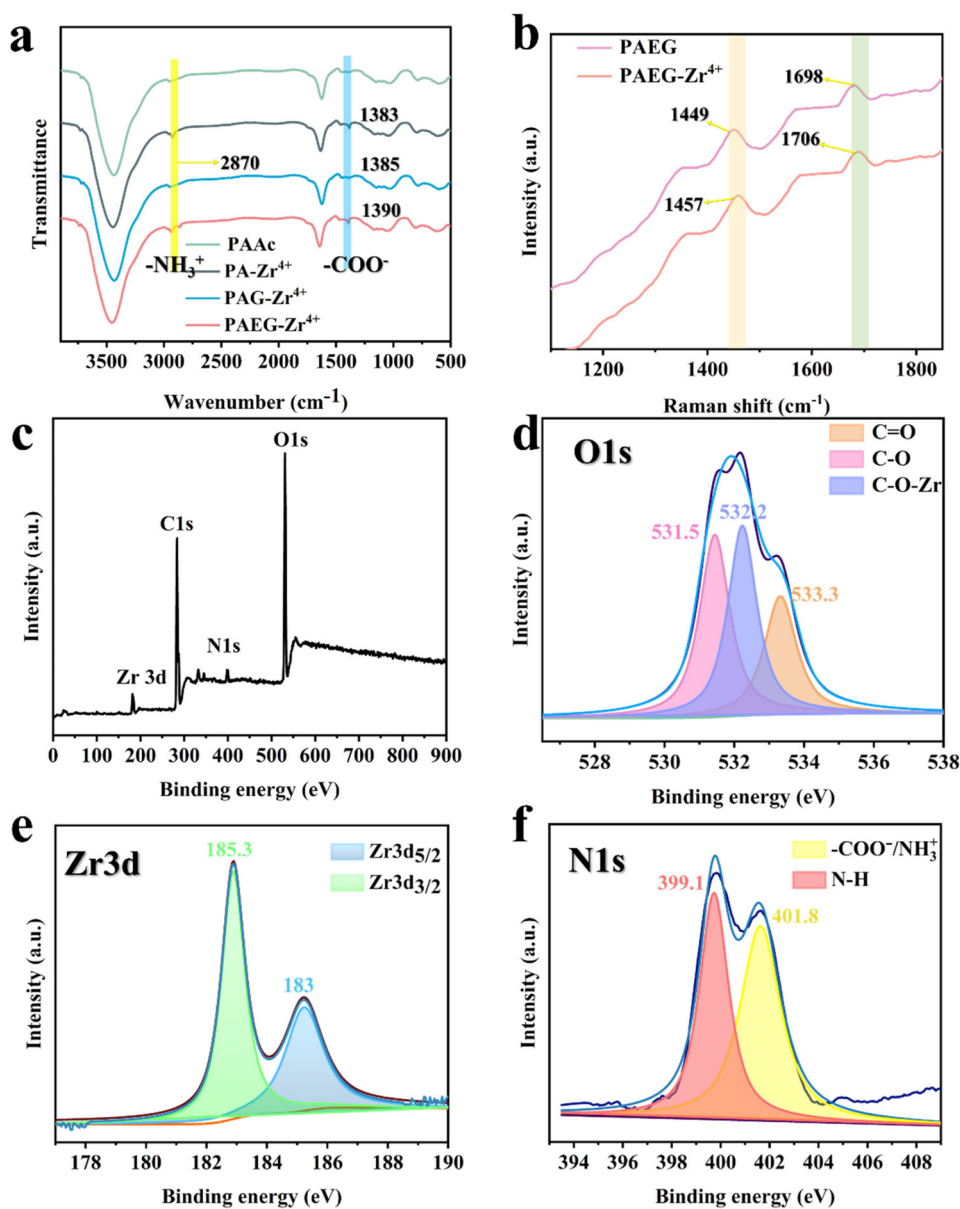 a
Transmittance
1383
2870
1385
1390
-NH₃⁺
-COO⁻
PAAc
PA-Zr⁴⁺
PAG-Zr⁴⁺
PAEG-Zr⁴⁺
3500 3000 2500 2000 1500 1000 500
Wavenumber (cm⁻¹)
b
Intensity (a.u.)
PAEG
PAEG-Zr⁴⁺
1698
1449
1706
1457
1200 1400 1600 1800
Raman shift (cm⁻¹)
c
Intensity (a.u.)
O1s
C1s
N1s
Zr 3d
0 100 200 300 400 500 600 700 800 900
Binding energy (eV)
d
O1s
Intensity (a.u.)
C=O
C-O
C-O-Zr
532.2
531.5
533.3
528 530 532 534 536 538
Binding energy (eV)
e
Zr3d
Intensity (a.u.)
185.3
Zr3d₅/₂
Zr3d₃/₂
183
178 180 182 184 186 188 190
Binding energy (eV)
f
N1s
Intensity (a.u.)
-COO⁻/NH₃⁺
N-H
399.1
401.8
394 396 398 400 402 404 406 408
Binding energy (eV)